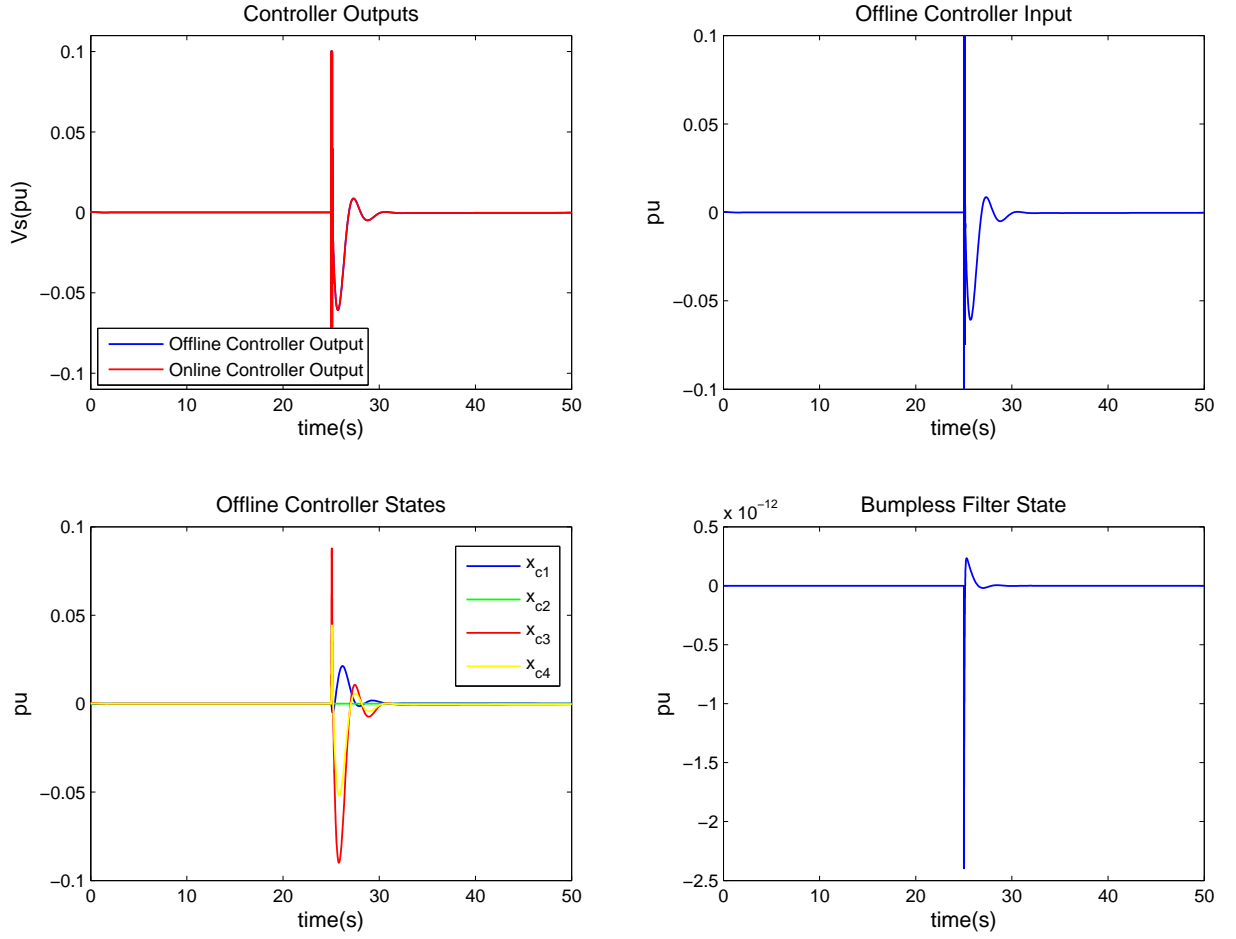 Controller Outputs
0.1
0.05
0
−0.05
−0.1
Vs(pu)
Offline Controller Output
Online Controller Output
0 10 20 30 40 50
time(s)
Offline Controller Input
0.1
0.05
0
−0.05
−0.1
pu
0 10 20 30 40 50
time(s)
Offline Controller States
0.1
0.05
0
−0.05
−0.1
pu
x_c1
x_c2
x_c3
x_c4
0 10 20 30 40 50
time(s)
Bumpless Filter State
x 10^−12
0.5
0
−0.5
−1
−1.5
−2
−2.5
pu
0 10 20 30 40 50
time(s)